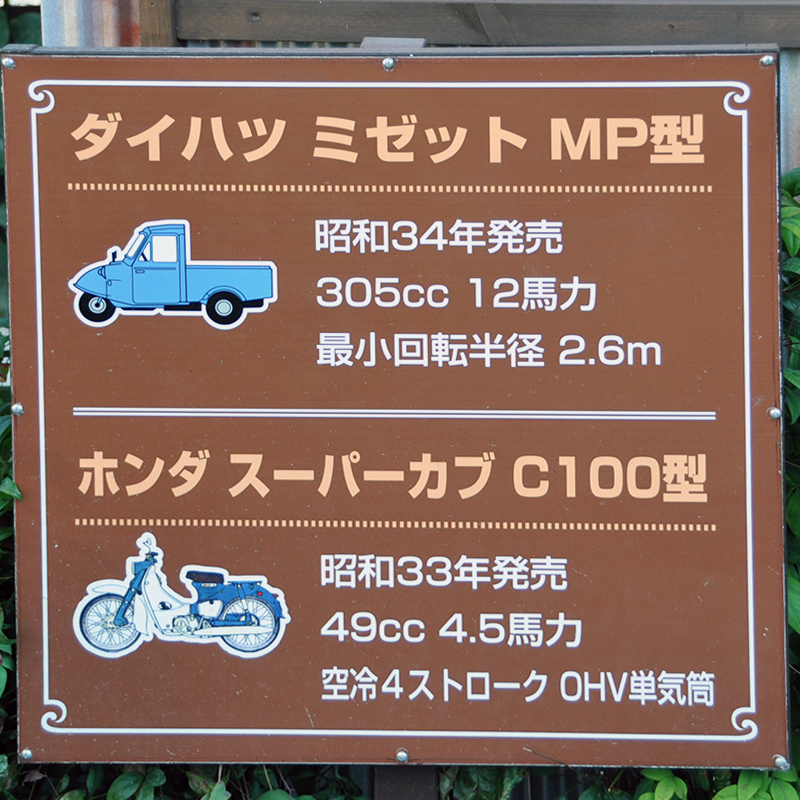 ダイハツ ミゼット MP型
昭和34年発売
305cc 12馬力
最小回転半径 2.6m
ホンダ スーパーカブ C100型
昭和33年発売
49cc 4.5馬力
空冷4ストローク OHV単気筒